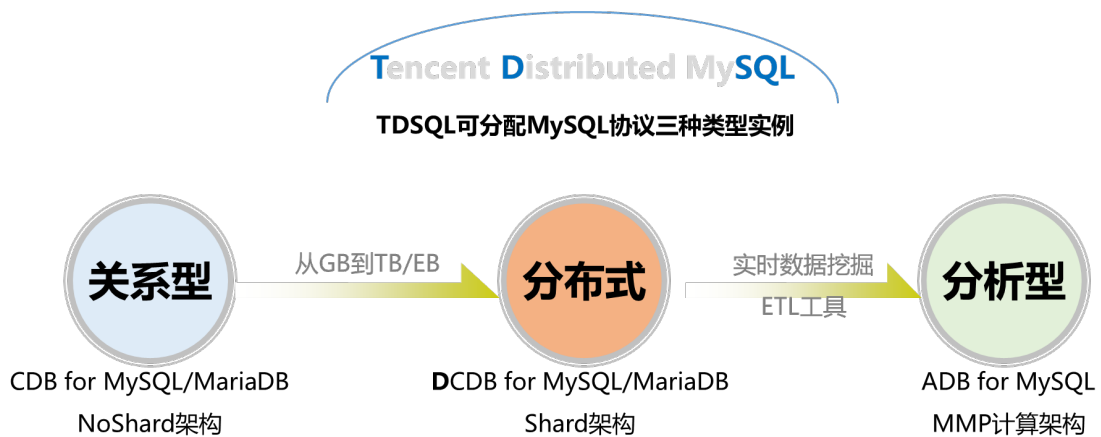 Tencent Distributed MySQL
TDSQL可分配MySQL协议三种类型实例
关系型
从GB到TB/EB
分布式
实时数据挖掘
ETL工具
分析型
CDB for MySQL/MariaDB
NoShard架构
DCDB for MySQL/MariaDB
Shard架构
ADB for MySQL
MMP计算架构